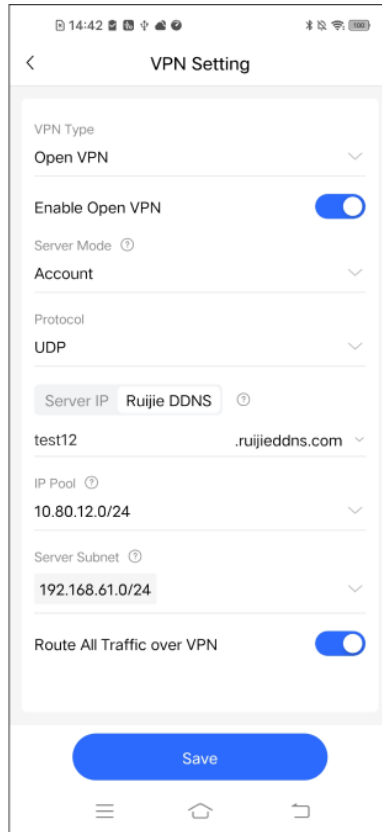 14:42
100
VPN Setting
VPN Type
Open VPN
Enable Open VPN
Server Mode
Account
Protocol
UDP
Server IP Ruijie DDNS
test12 .ruijieddns.com
IP Pool
10.80.12.0/24
Server Subnet
192.168.61.0/24
Route All Traffic over VPN
Save